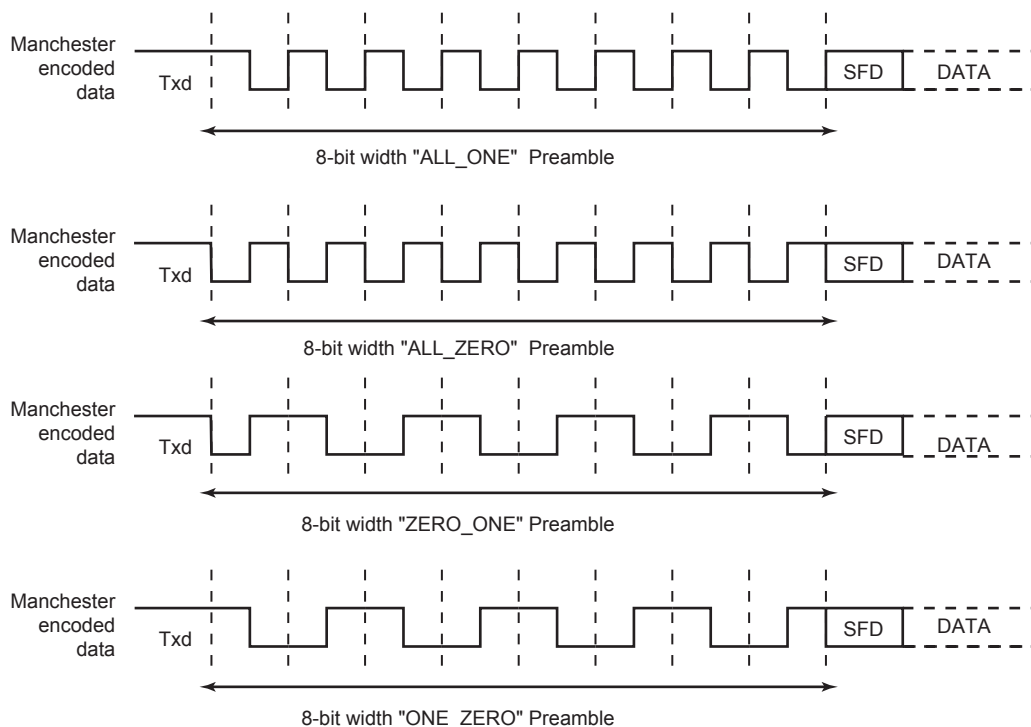 Manchester
encoded
data
Txd
SFD
DATA
8-bit width "ALL_ONE" Preamble
Manchester
encoded
data
Txd
SFD
DATA
8-bit width "ALL_ZERO" Preamble
Manchester
encoded
data
Txd
SFD
DATA
8-bit width "ZERO_ONE" Preamble
Manchester
encoded
data
Txd
SFD
DATA
8-bit width "ONE_ZERO" Preamble